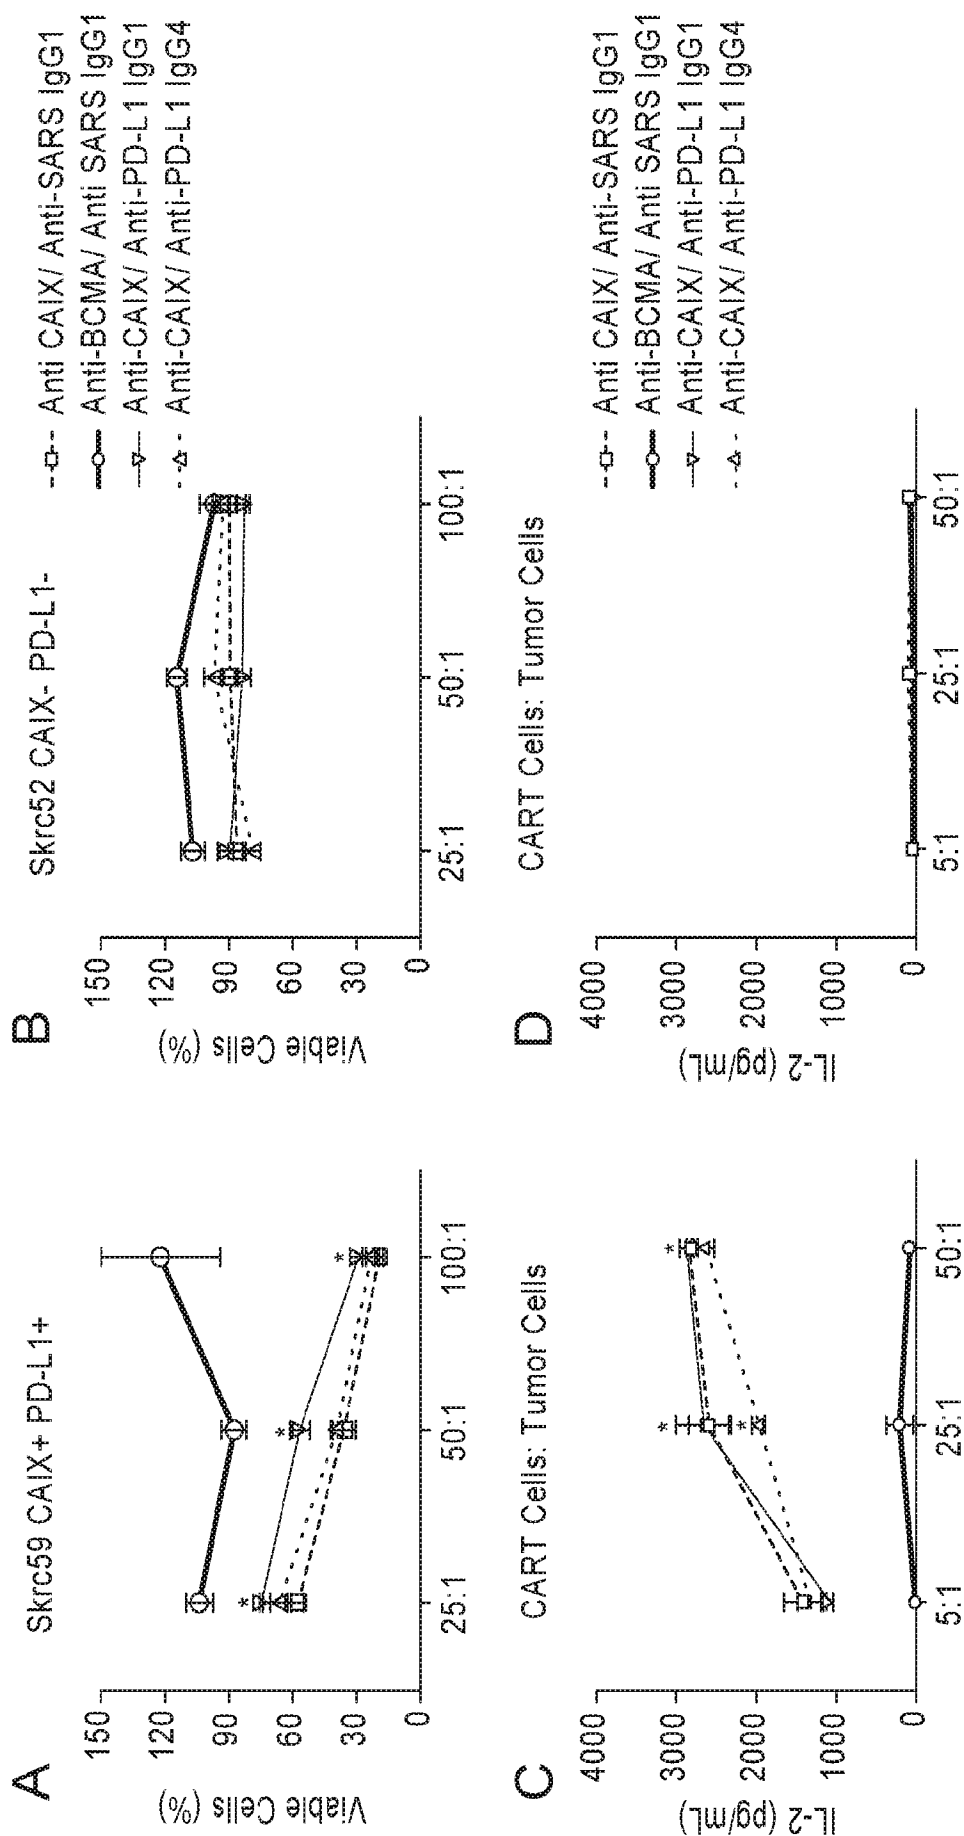 A
Skrc59 CAIX+ PD-L1+
Viable Cells (%)
150
120
90
60
30
0
*
*
*
25:1
50:1
100:1
B
Skrc52 CAIX- PD-L1-
Viable Cells (%)
150
120
90
60
30
0
25:1
50:1
100:1
Anti CAIX/ Anti-SARS IgG1
Anti-BCMA/ Anti SARS IgG1
Anti-CAIX/ Anti-PD-L1 IgG1
Anti-CAIX/ Anti-PD-L1 IgG4
C
CART Cells: Tumor Cells
IL-2 (pg/mL)
4000
3000
2000
1000
0
*
*
*
5:1
25:1
50:1
D
CART Cells: Tumor Cells
IL-2 (pg/mL)
4000
3000
2000
1000
0
5:1
25:1
50:1
Anti CAIX/ Anti-SARS IgG1
Anti-BCMA/ Anti SARS IgG1
Anti-CAIX/ Anti-PD-L1 IgG1
Anti-CAIX/ Anti-PD-L1 IgG4